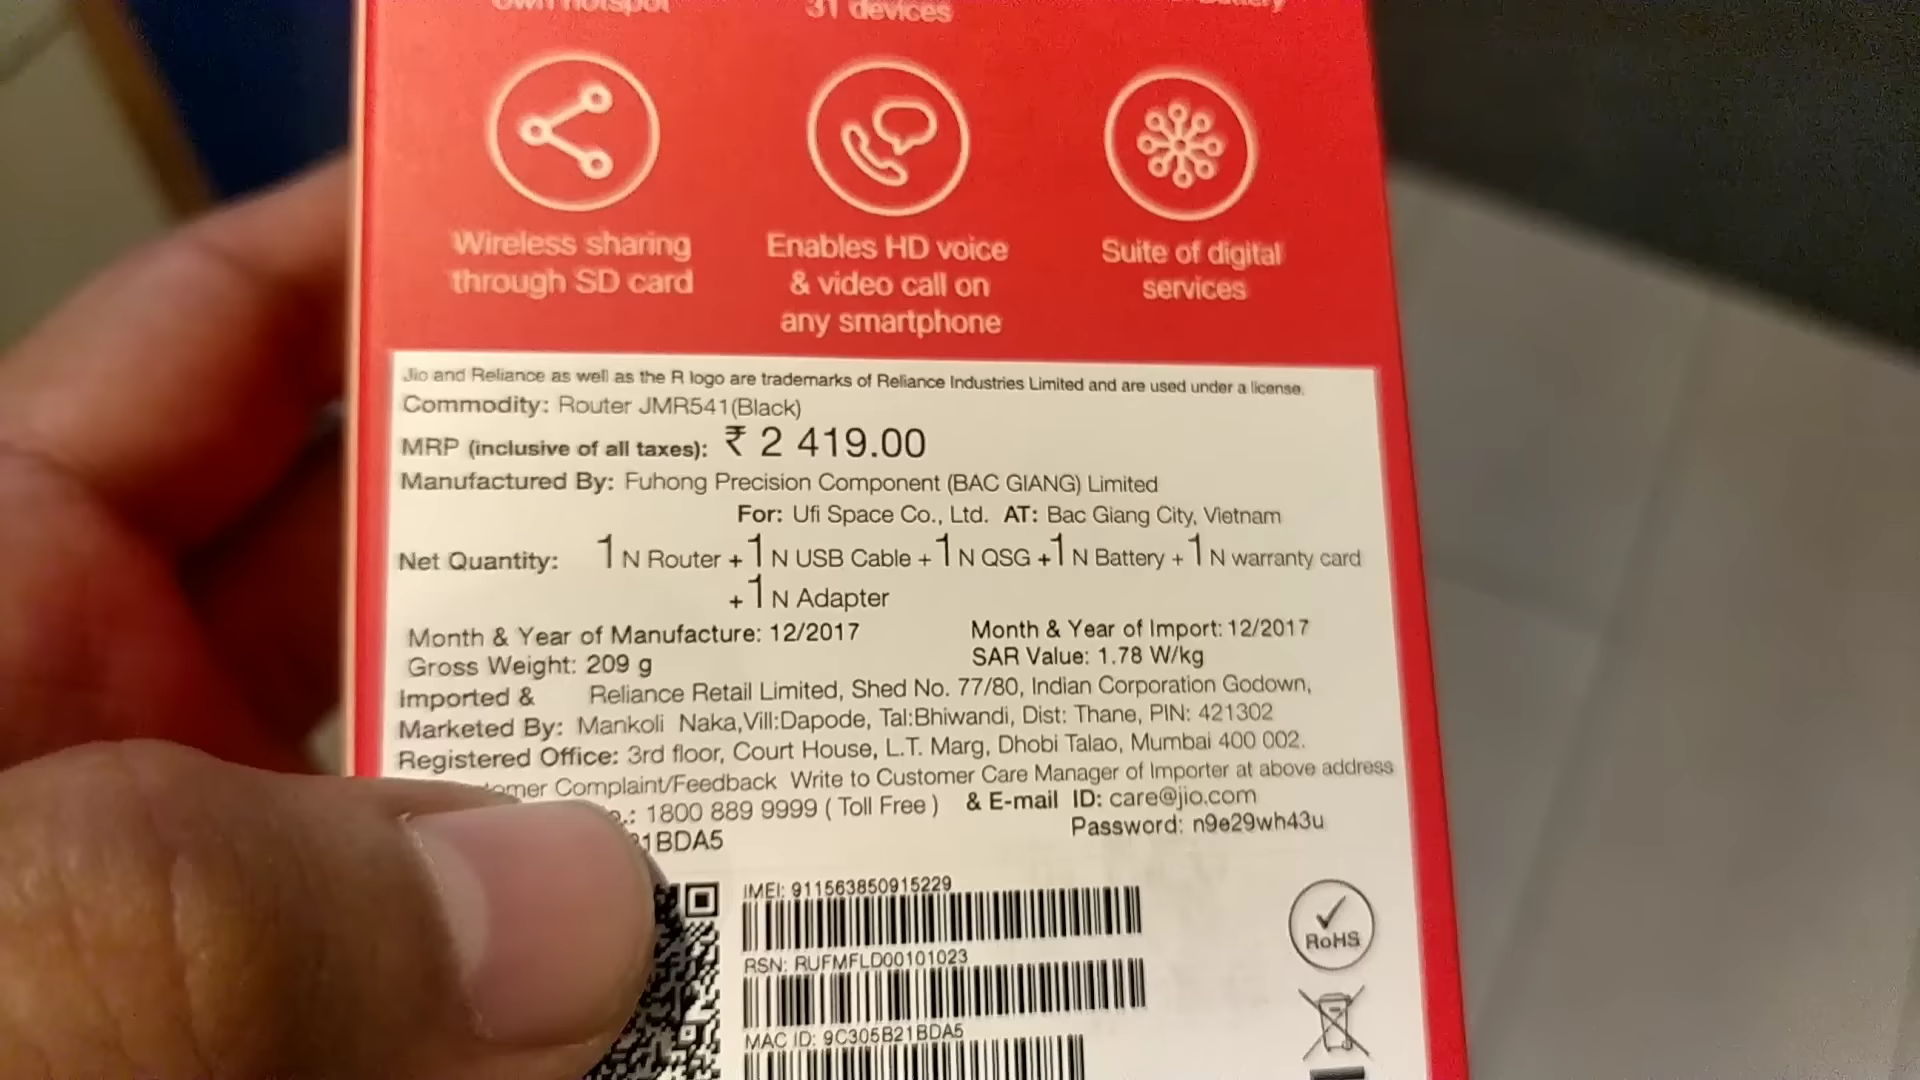 own hotspot
31 devices
Wireless sharing
through SD card
Enables HD voice
& video call on
any smartphone
Suite of digital
services
Jio and Reliance as well as the R logo are trademarks of Reliance Industries Limited and are used under a license.
Commodity: Router JMR541(Black)
MRP (inclusive of all taxes): ₹ 2 419.00
Manufactured By: Fuhong Precision Component (BAC GIANG) Limited
For: Ufi Space Co., Ltd. AT: Bac Giang City, Vietnam
Net Quantity: 1 N Router + 1 N USB Cable + 1 N QSG + 1 N Battery + 1 N warranty card
+ 1 N Adapter
Month & Year of Manufacture: 12/2017 Month & Year of Import: 12/2017
Gross Weight: 209 g SAR Value: 1.78 W/kg
Imported & Reliance Retail Limited, Shed No. 77/80, Indian Corporation Godown,
Marketed By: Mankoli Naka,Vill:Dapode, Tal:Bhiwandi, Dist: Thane, PIN: 421302
Registered Office: 3rd floor, Court House, L.T. Marg, Dhobi Talao, Mumbai 400 002.
Complaint/Feedback Write to Customer Care Manager of Importer at above address
1800 889 9999 ( Toll Free ) & E-mail ID: care@jio.com
1BDA5 Password: n9e29wh43u
IMEI: 911563850915229
RSN: RUFMFLD00101023
MAC ID: 9C305B21BDA5
RoHS